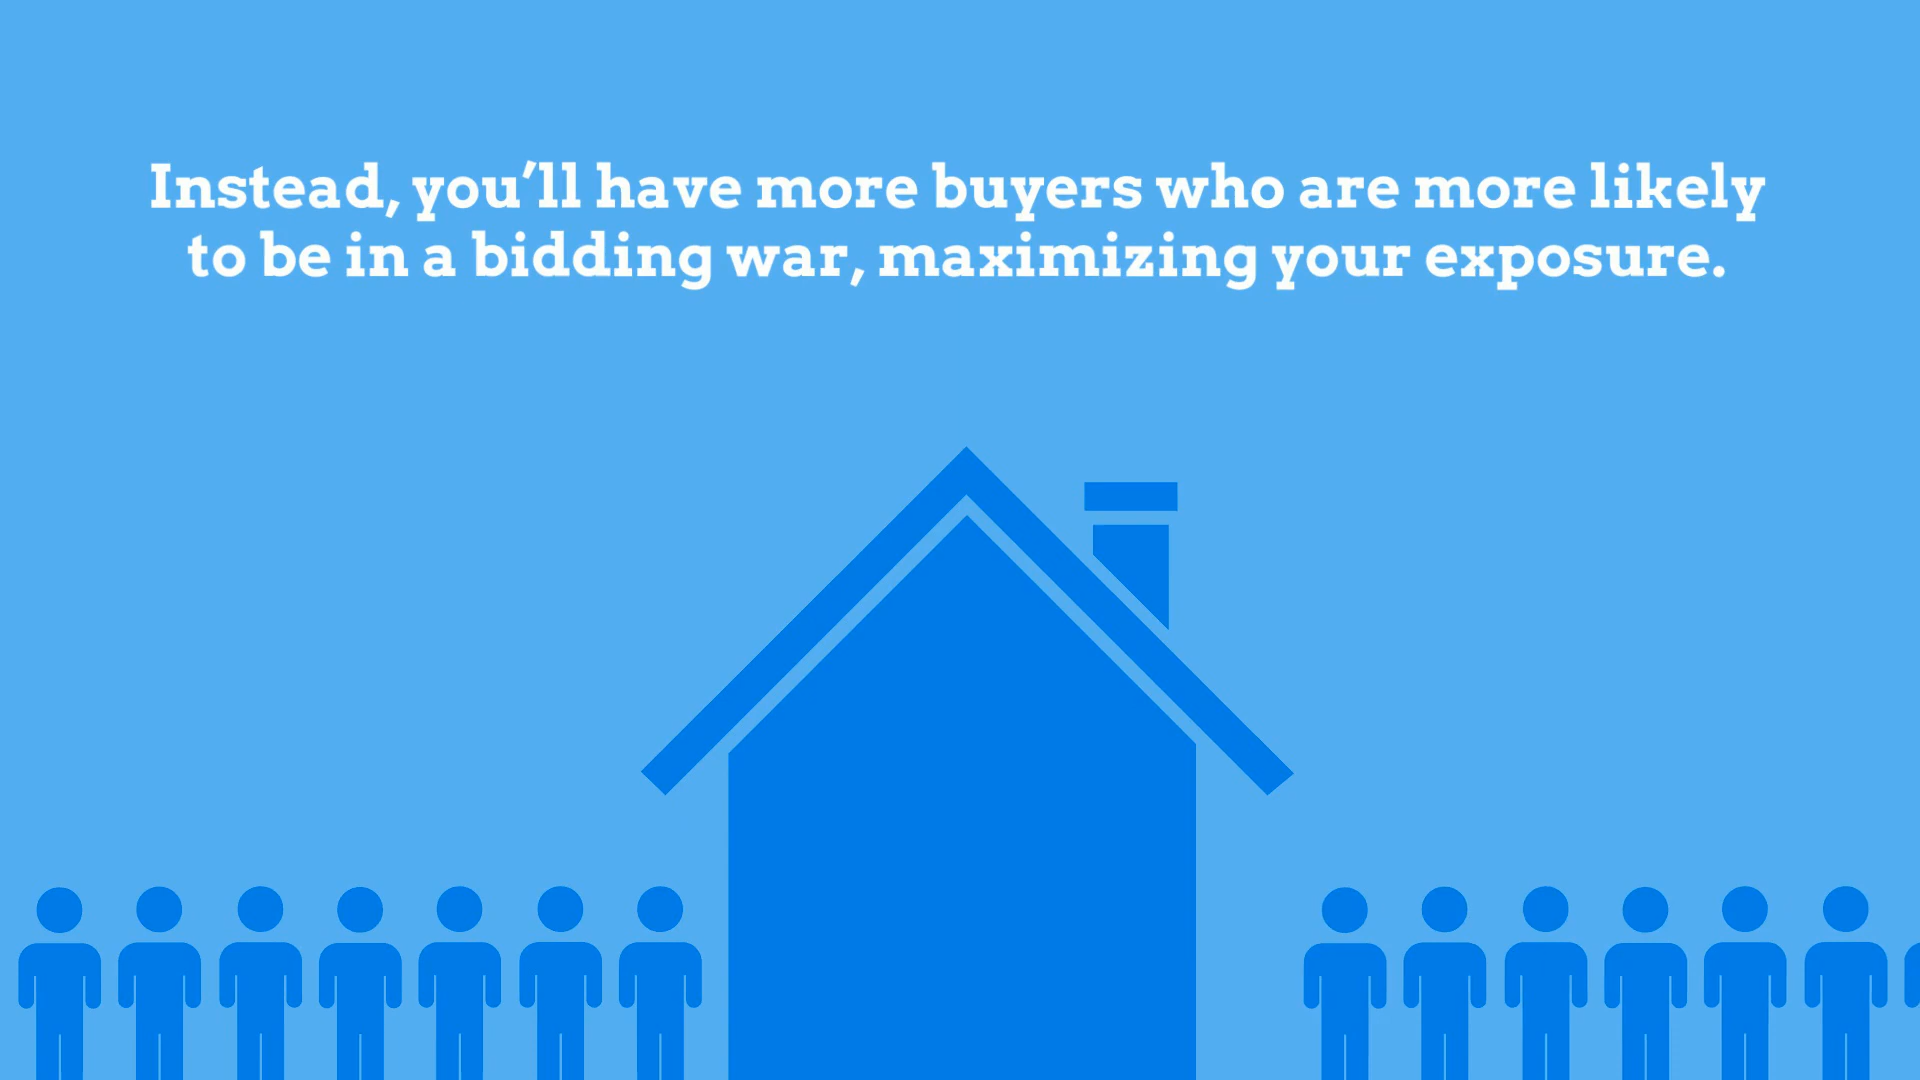 Instead, you’ll have more buyers who are more likely
to be in a bidding war, maximizing your exposure.